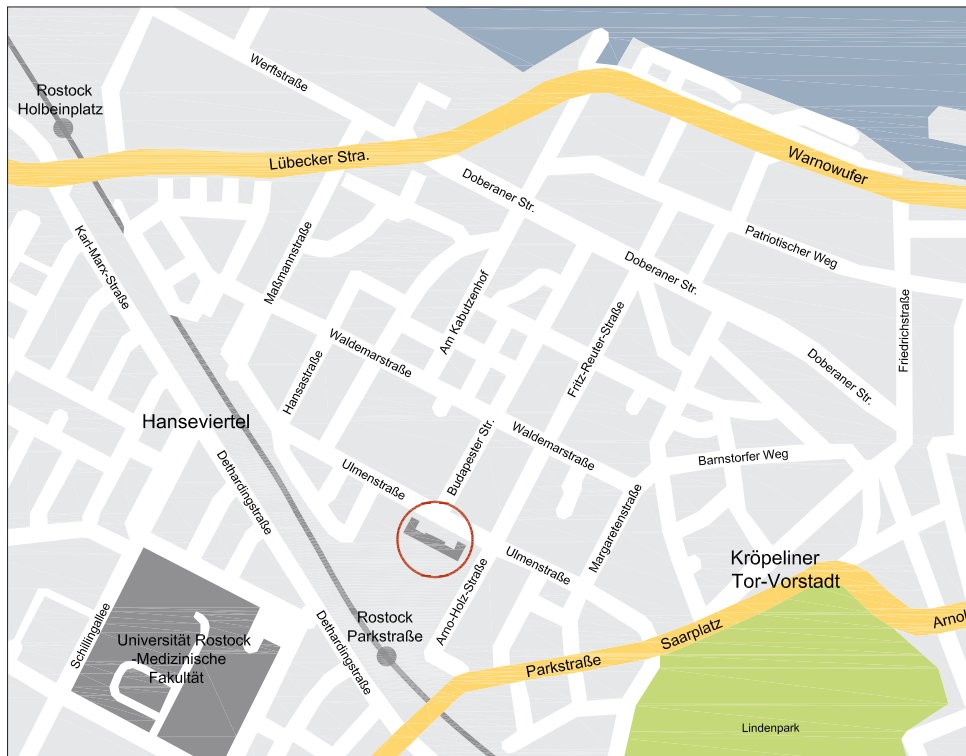 Werftstraße
Rostock
Holbeinplatz
Lübecker Stra.
Warnowufer
Doberaner Str.
Patriotischer Weg
Karl-Marx-Straße
Maßmannstraße
Doberaner Str.
Am Kabutzenhof
Fritz-Reuter-Straße
Friedrichstraße
Waldemarstraße
Hansastraße
Doberaner Str.
Hanseviertel
Waldemarstraße
Budapester Str.
Barnstorfer Weg
Ulmenstraße
Dethardingstraße
Margaretenstraße
Ulmenstraße
Kröpeliner
Tor-Vorstadt
Arno-Holz-Straße
Schillingallee
Universität Rostock
-Medizinische
Fakultät
Rostock
Parkstraße
Dethardingstraße
Parkstraße
Saarplatz
Arnol
Lindenpark